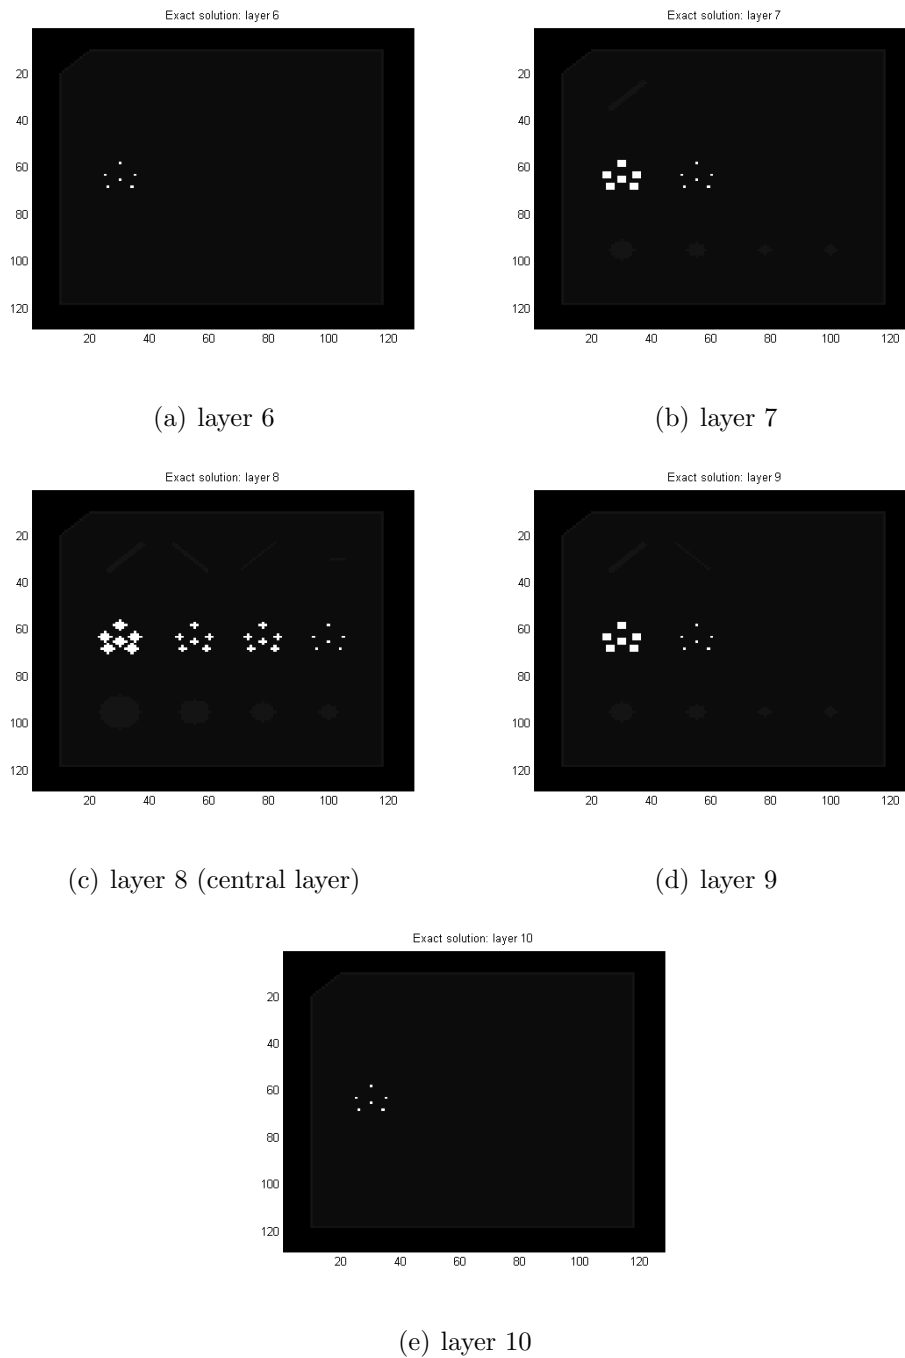 Exact solution: layer 6
20
40
60
80
100
120
20 40 60 80 100 120
(a) layer 6
Exact solution: layer 7
20
40
60
80
100
120
20 40 60 80 100 120
(b) layer 7
Exact solution: layer 8
20
40
60
80
100
120
20 40 60 80 100 120
(c) layer 8 (central layer)
Exact solution: layer 9
20
40
60
80
100
120
20 40 60 80 100 120
(d) layer 9
Exact solution: layer 10
20
40
60
80
100
120
20 40 60 80 100 120
(e) layer 10